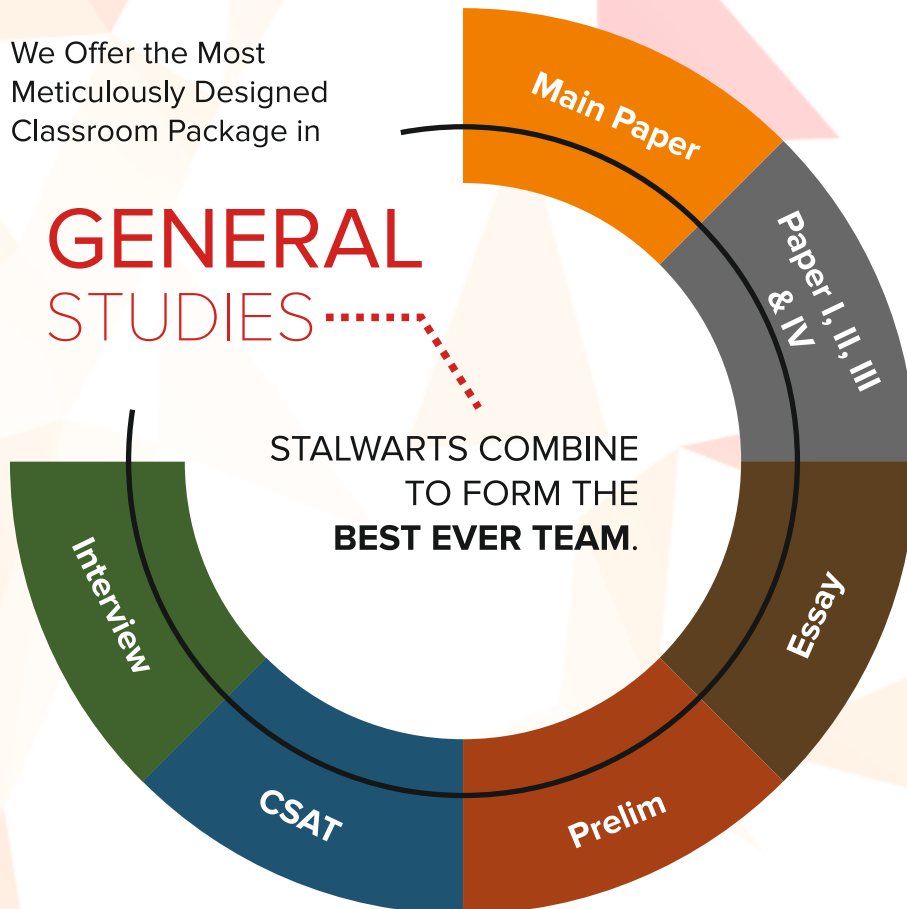 We Offer the Most
Meticulously Designed
Classroom Package in
GENERAL
STUDIES
STALWARTS COMBINE
TO FORM THE
BEST EVER TEAM.
Main Paper
Paper I, II, III
& IV
Essay
Prelim
CSAT
Interview